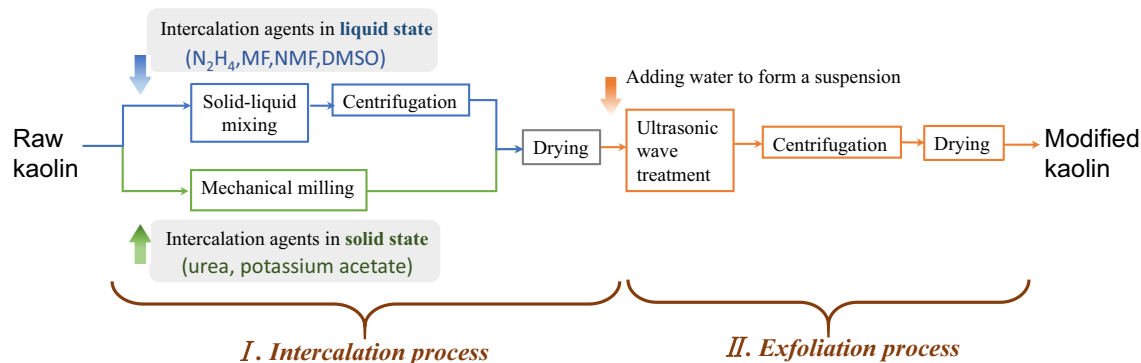 Intercalation agents in liquid state
(N₂H₄,MF,NMF,DMSO)
Adding water to form a suspension
Raw
kaolin
Solid-liquid
mixing
Centrifugation
Drying
Ultrasonic
wave
treatment
Centrifugation
Drying
Modified
kaolin
Mechanical milling
Intercalation agents in solid state
(urea, potassium acetate)
Ⅰ. Intercalation process
Ⅱ. Exfoliation process